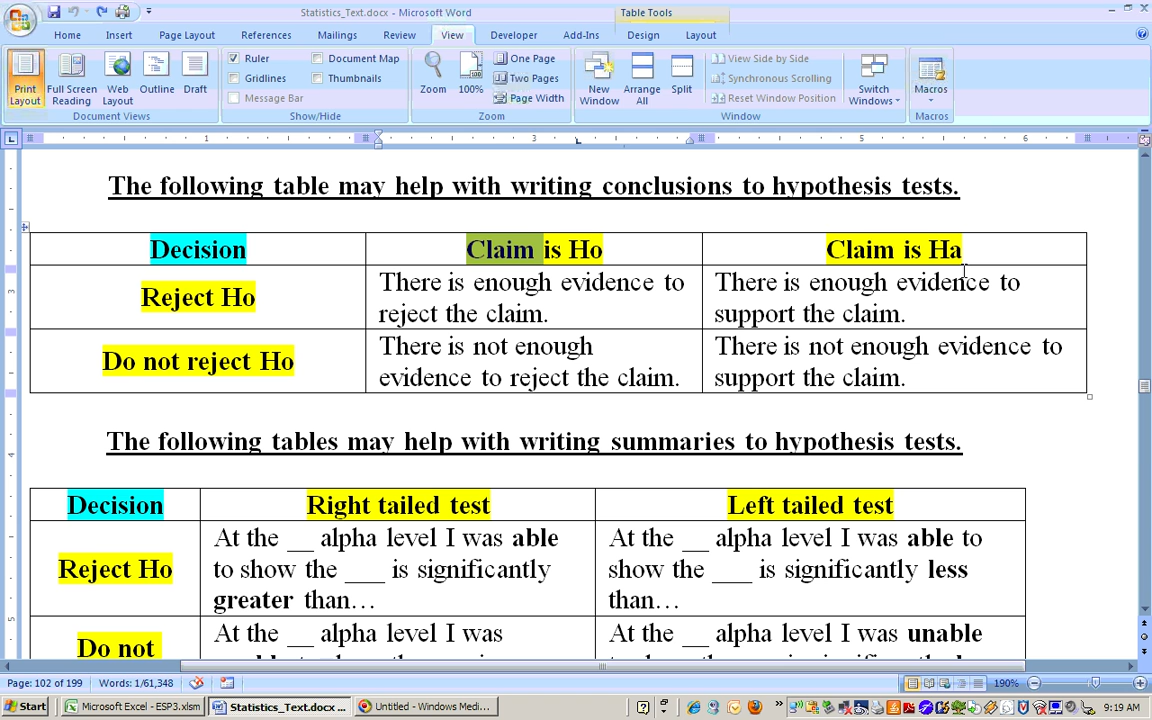 Statistics_Text.docx - Microsoft Word
Table Tools
Home Insert Page Layout References Mailings Review View Developer Add-Ins Design Layout
Print Layout
Full Screen Reading
Web Layout
Outline
Draft
Document Views
Ruler
Gridlines
Message Bar
Document Map
Thumbnails
Show/Hide
Zoom
100%
One Page
Two Pages
Page Width
Zoom
New Window
Arrange All
Split
View Side by Side
Synchronous Scrolling
Reset Window Position
Switch Windows
Window
Macros
Macros
1 3 5 6
The following table may help with writing conclusions to hypothesis tests.
Decision
Claim is Ho
Claim is Ha
Reject Ho
There is enough evidence to
reject the claim.
There is enough evidence to
support the claim.
Do not reject Ho
There is not enough
evidence to reject the claim.
There is not enough evidence to
support the claim.
The following tables may help with writing summaries to hypothesis tests.
Decision
Right tailed test
Left tailed test
Reject Ho
At the __ alpha level I was able
to show the ___ is significantly
greater than…
At the __ alpha level I was able to
show the ___ is significantly less
than…
Do not
At the __ alpha level I was
At the __ alpha level I was unable
Page: 102 of 199 Words: 1/61,348
190%
Start
Microsoft Excel - ESP3.xlsm
Statistics_Text.docx ...
Untitled - Windows Medi...
9:19 AM